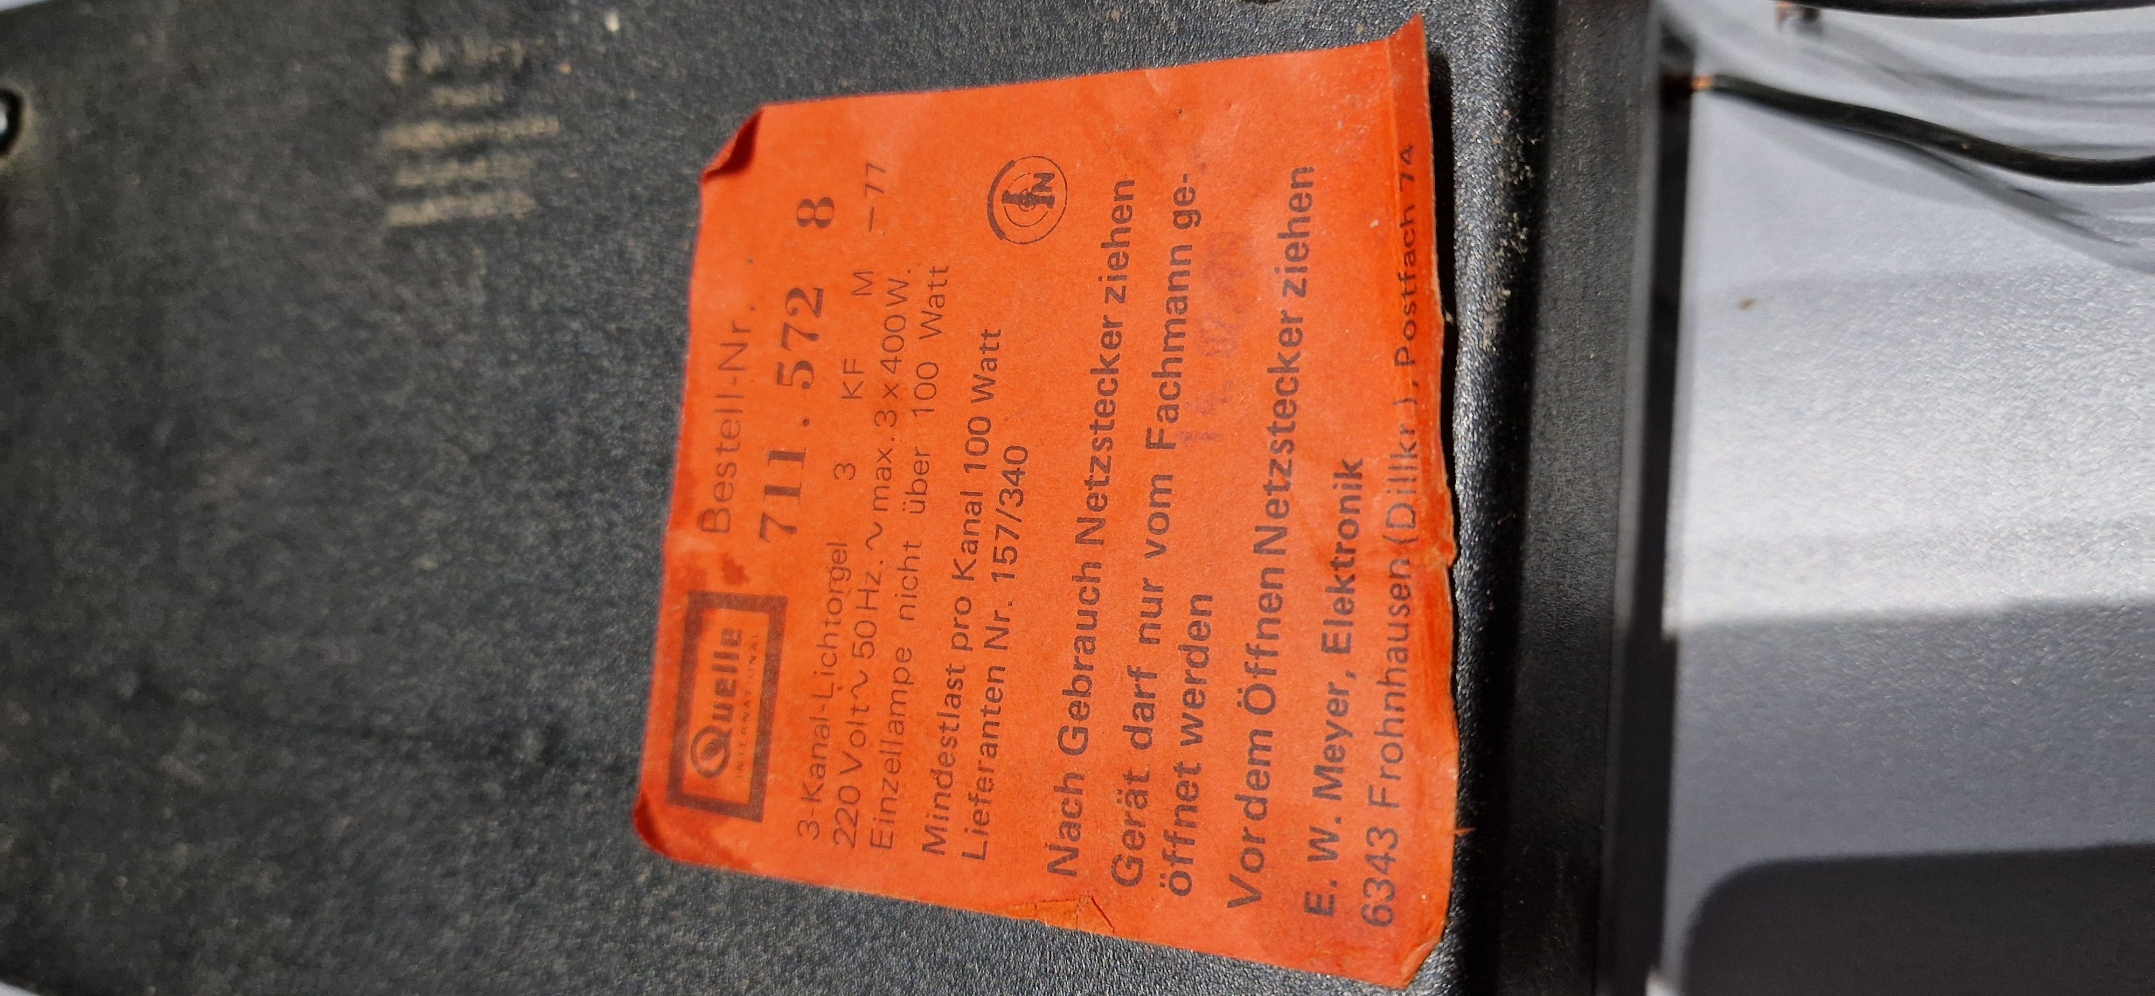 Quelle
INTERNATIONAL
Bestell-Nr.
711.572 8
3-Kanal-Lichtorgel 3 KF M –77
220 Volt ~ 50 Hz. ~ max. 3 x 400 W.
Einzellampe nicht über 100 Watt
Mindestlast pro Kanal 100 Watt
Lieferanten Nr. 157/340
Nach Gebrauch Netzstecker ziehen
Gerät darf nur vom Fachmann ge-
öffnet werden
Vor dem Öffnen Netzstecker ziehen
E. W. Meyer, Elektronik
6343 Frohnhausen (Dillkr.), Postfach 74